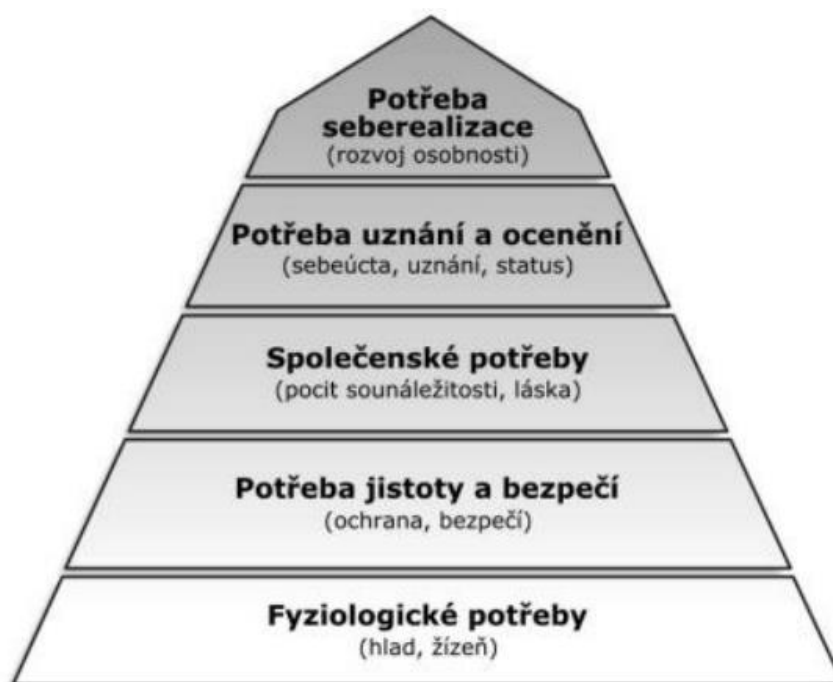 Potřeba
seberealizace
(rozvoj osobnosti)
Potřeba uznání a ocenění
(sebeúcta, uznání, status)
Společenské potřeby
(pocit sounáležitosti, láska)
Potřeba jistoty a bezpečí
(ochrana, bezpečí)
Fyziologické potřeby
(hlad, žízeň)